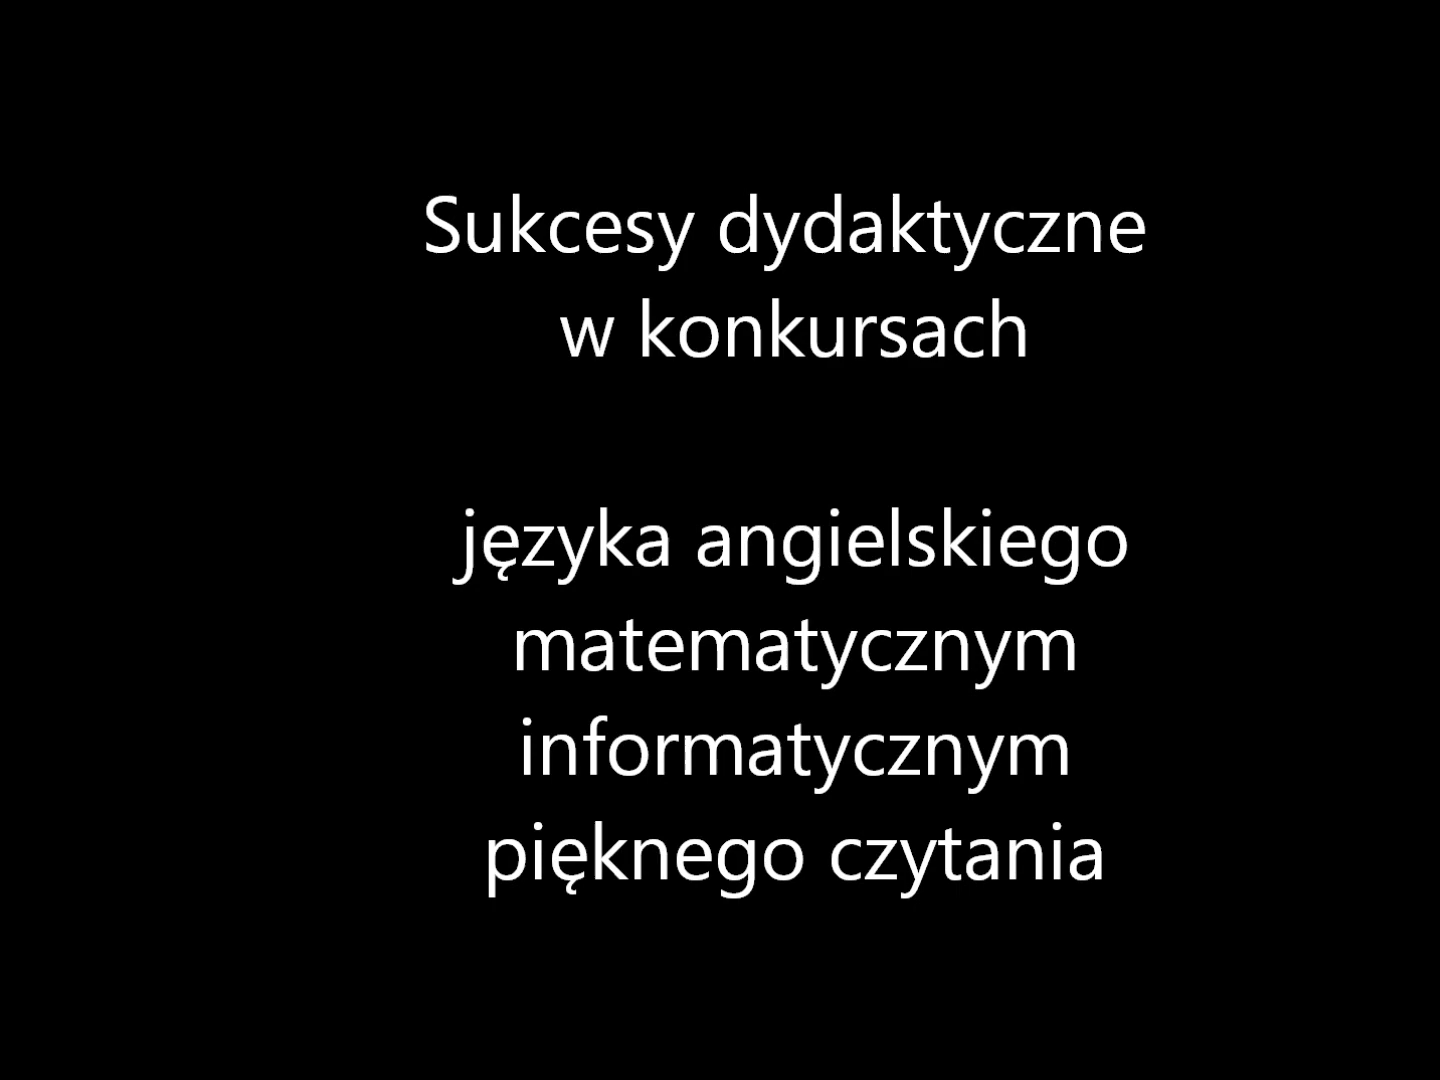 Sukcesy dydaktyczne
w konkursach
języka angielskiego
matematycznym
informatycznym
pięknego czytania